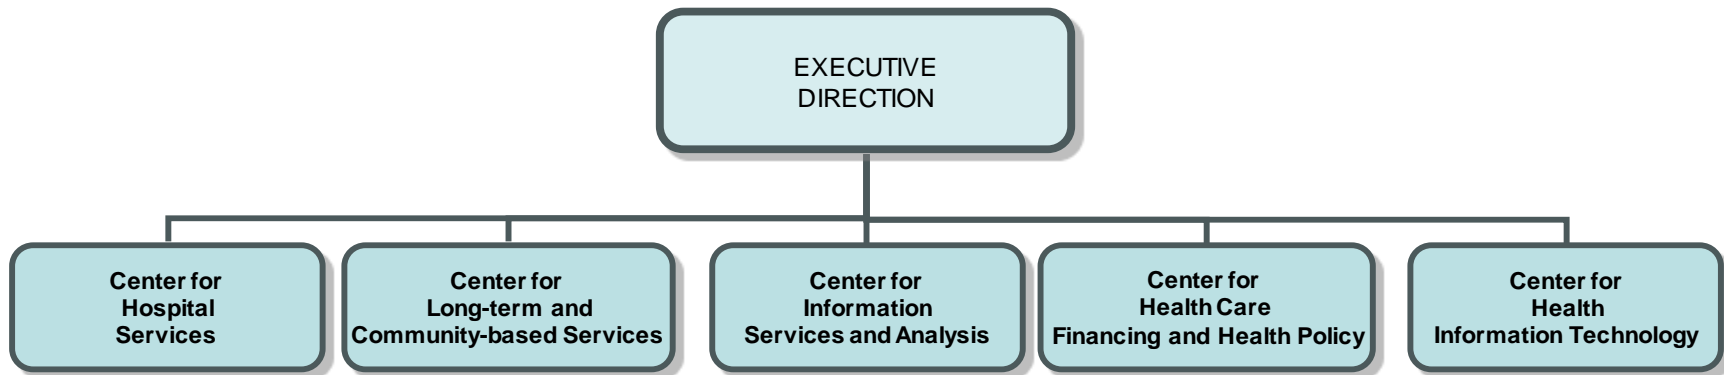 EXECUTIVE
DIRECTION
Center for
Hospital
Services
Center for
Long-term and
Community-based Services
Center for
Information
Services and Analysis
Center for
Health Care
Financing and Health Policy
Center for
Health
Information Technology